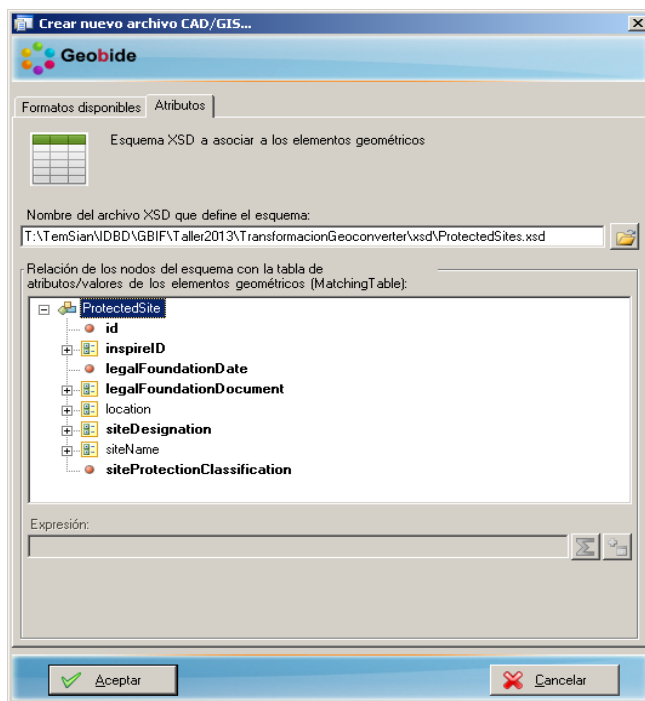 Crear nuevo archivo CAD/GIS...
Geobide
Formatos disponibles
Atributos
Esquema XSD a asociar a los elementos geométricos
Nombre del archivo XSD que define el esquema:
T:\TemSian\IDBD\GBIF\Taller2013\TransformacionGeoconverter\xsd\ProtectedSites.xsd
Relación de los nodos del esquema con la tabla de
atributos/valores de los elementos geométricos (MatchingTable):
ProtectedSite
id
inspireID
legalFoundationDate
legalFoundationDocument
location
siteDesignation
siteName
siteProtectionClassification
Expresión:
Aceptar
Cancelar